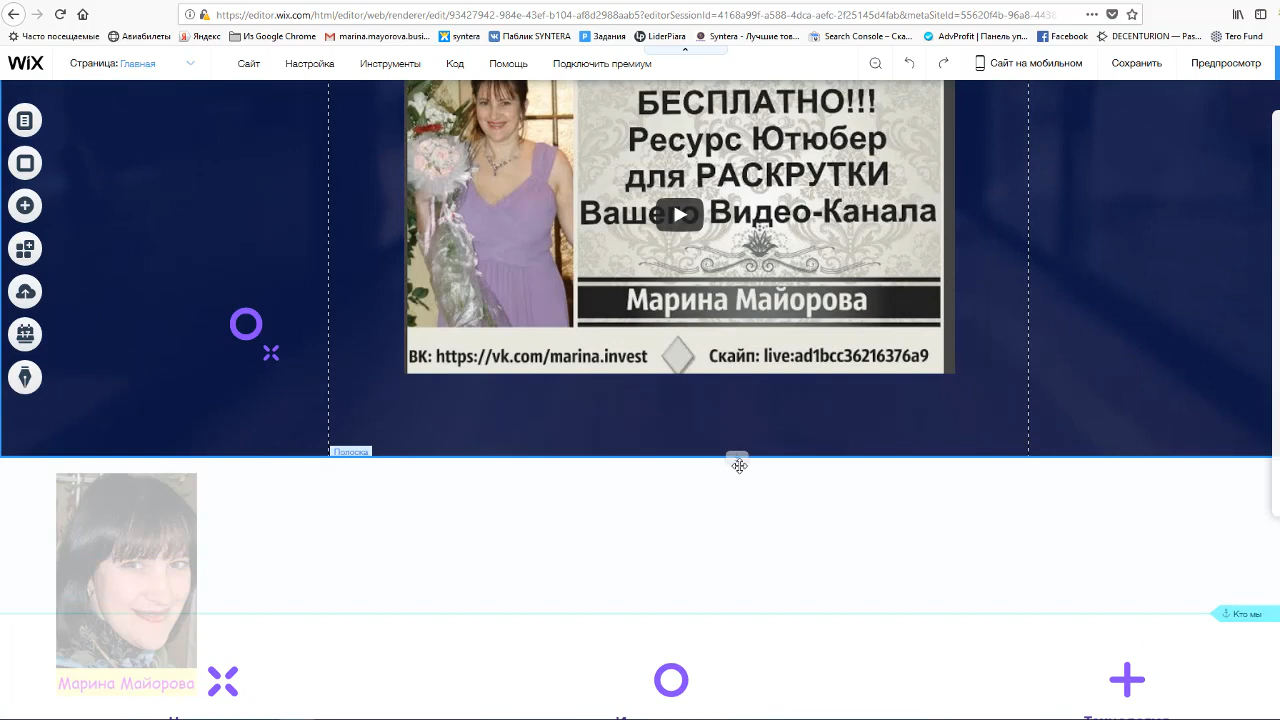 https://editor.wix.com/html/editor/web/renderer/edit/93427942-984e-43ef-b104-af8d2988aab5?editorSessionId=4168a99f-a588-4dca-aefc-2f25145d4fab&metaSiteId=55620f4b-96a8-4438
Часто посещаемые Авиабилеты Яндекс Из Google Chrome marina.mayorova.busi... syntera Паблик SYNTERA Задания LiderPiara Syntera - Лучшие тов... Search Console – Ска... AdvProfit | Панель уп... Facebook DECENTURION — Раз... Tero Fund
WiX Страница: Главная Сайт Настройка Инструменты Код Помощь Подключить премиум Сайт на мобильном Сохранить Предпросмотр
БЕСПЛАТНО!!!
Ресурс Ютюбер
для РАСКРУТКИ
Вашего Видео-Канала
Марина Майорова
ВК: https://vk.com/marina.invest Скайп: live:ad1bcc36216376a9
Полоска
Кто мы
Марина Майорова